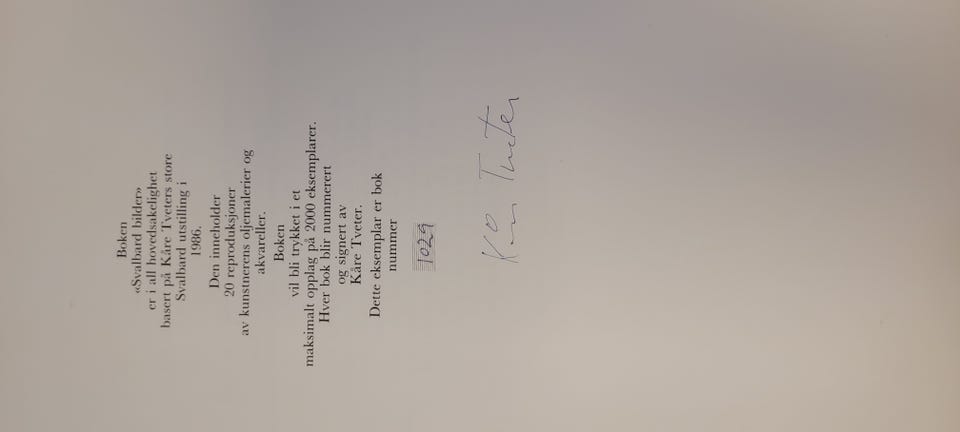 Boken
«Svalbard bilder»
er i all hovedsakelighet
basert på Kåre Tveters store
Svalbard utstilling i
1986.
Den inneholder
20 reproduksjoner
av kunstnerens oljemalerier og
akvareller.
Boken
vil bli trykket i et
maksimalt opplag på 2000 eksemplarer.
Hver bok blir nummerert
og signert av
Kåre Tveter.
Dette eksemplar er bok
nummer
1029
Kåre Tveter